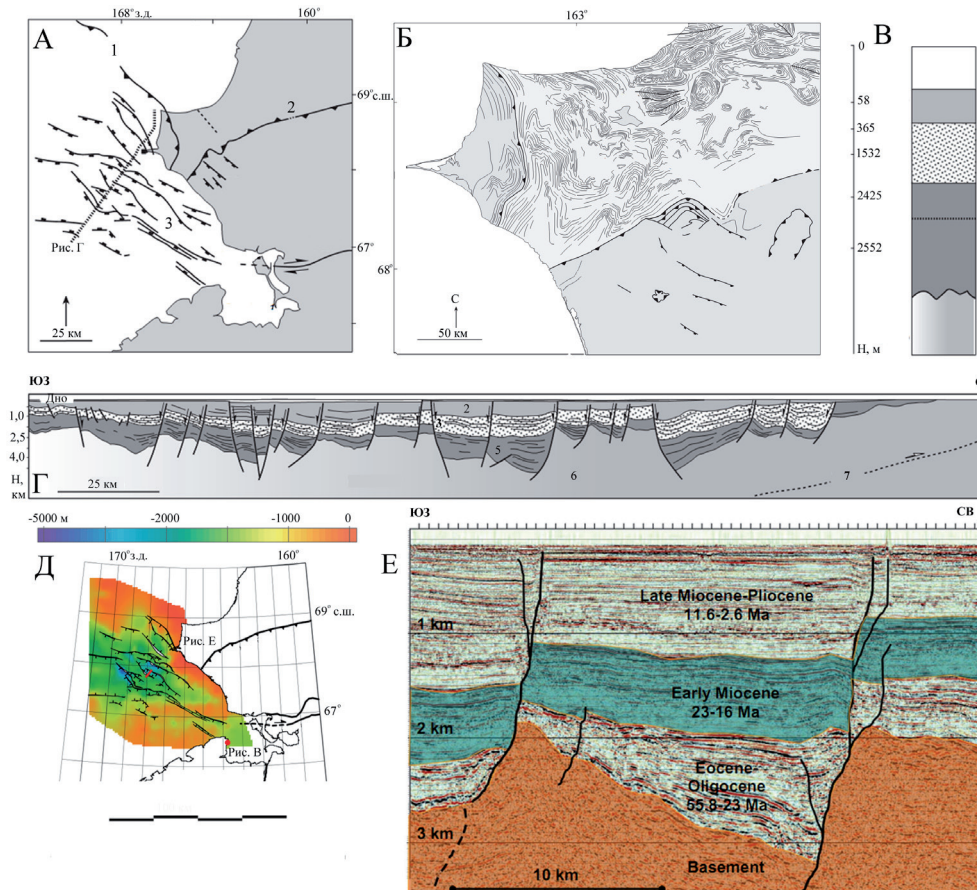 А
168° з.д.
160°
1
2
69° с.ш.
3
Рис. Г
67°
25 км
Б
163°
68°
С
50 км
В
0
58
365
1532
2425
2552
Н, м
ЮЗ
С
Дно
1,0
2,5
4,0
Н,
км
2
5
6
7
25 км
Г
-5000 м
-2000
-1000
0
Д
170° з.д.
160°
69° с.ш.
Рис. Е
67°
Рис. В
ЮЗ
СВ
Е
Late Miocene-Pliocene
11.6-2.6 Ma
1 km
Early Miocene
23-16 Ma
2 km
Eocene-
Oligocene
55.8-23 Ma
3 km
Basement
10 km